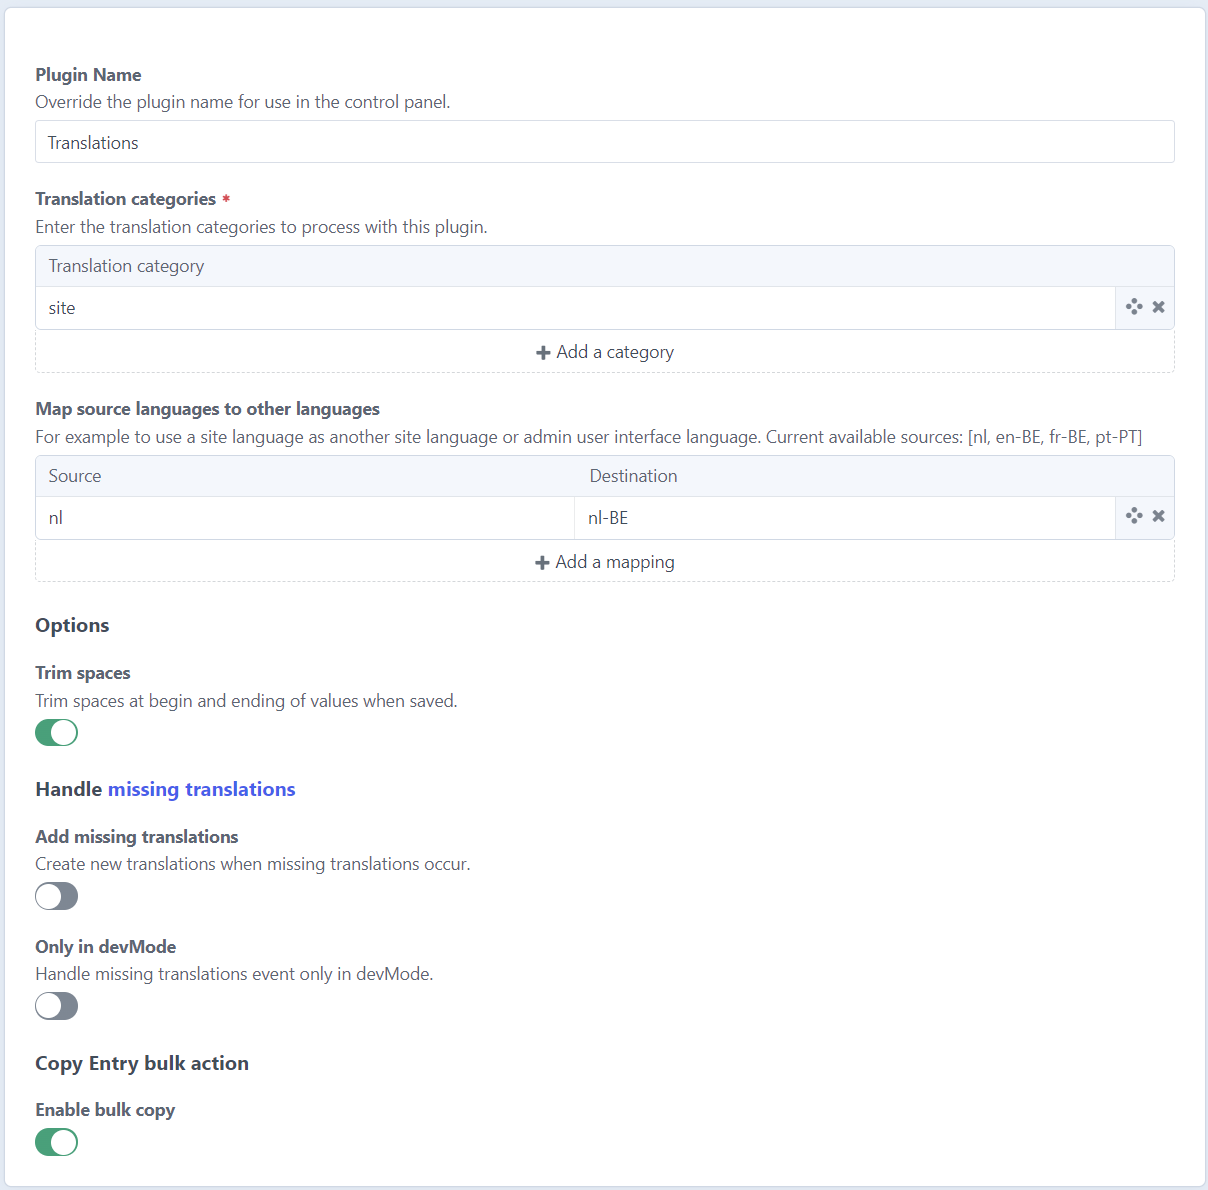 Plugin Name
Override the plugin name for use in the control panel.
Translations
Translation categories *
Enter the translation categories to process with this plugin.
Translation category
site
Add a category
Map source languages to other languages
For example to use a site language as another site language or admin user interface language. Current available sources: [nl, en-BE, fr-BE, pt-PT]
Source Destination
nl nl-BE
Add a mapping
Options
Trim spaces
Trim spaces at begin and ending of values when saved.
Handle missing translations
Add missing translations
Create new translations when missing translations occur.
Only in devMode
Handle missing translations event only in devMode.
Copy Entry bulk action
Enable bulk copy